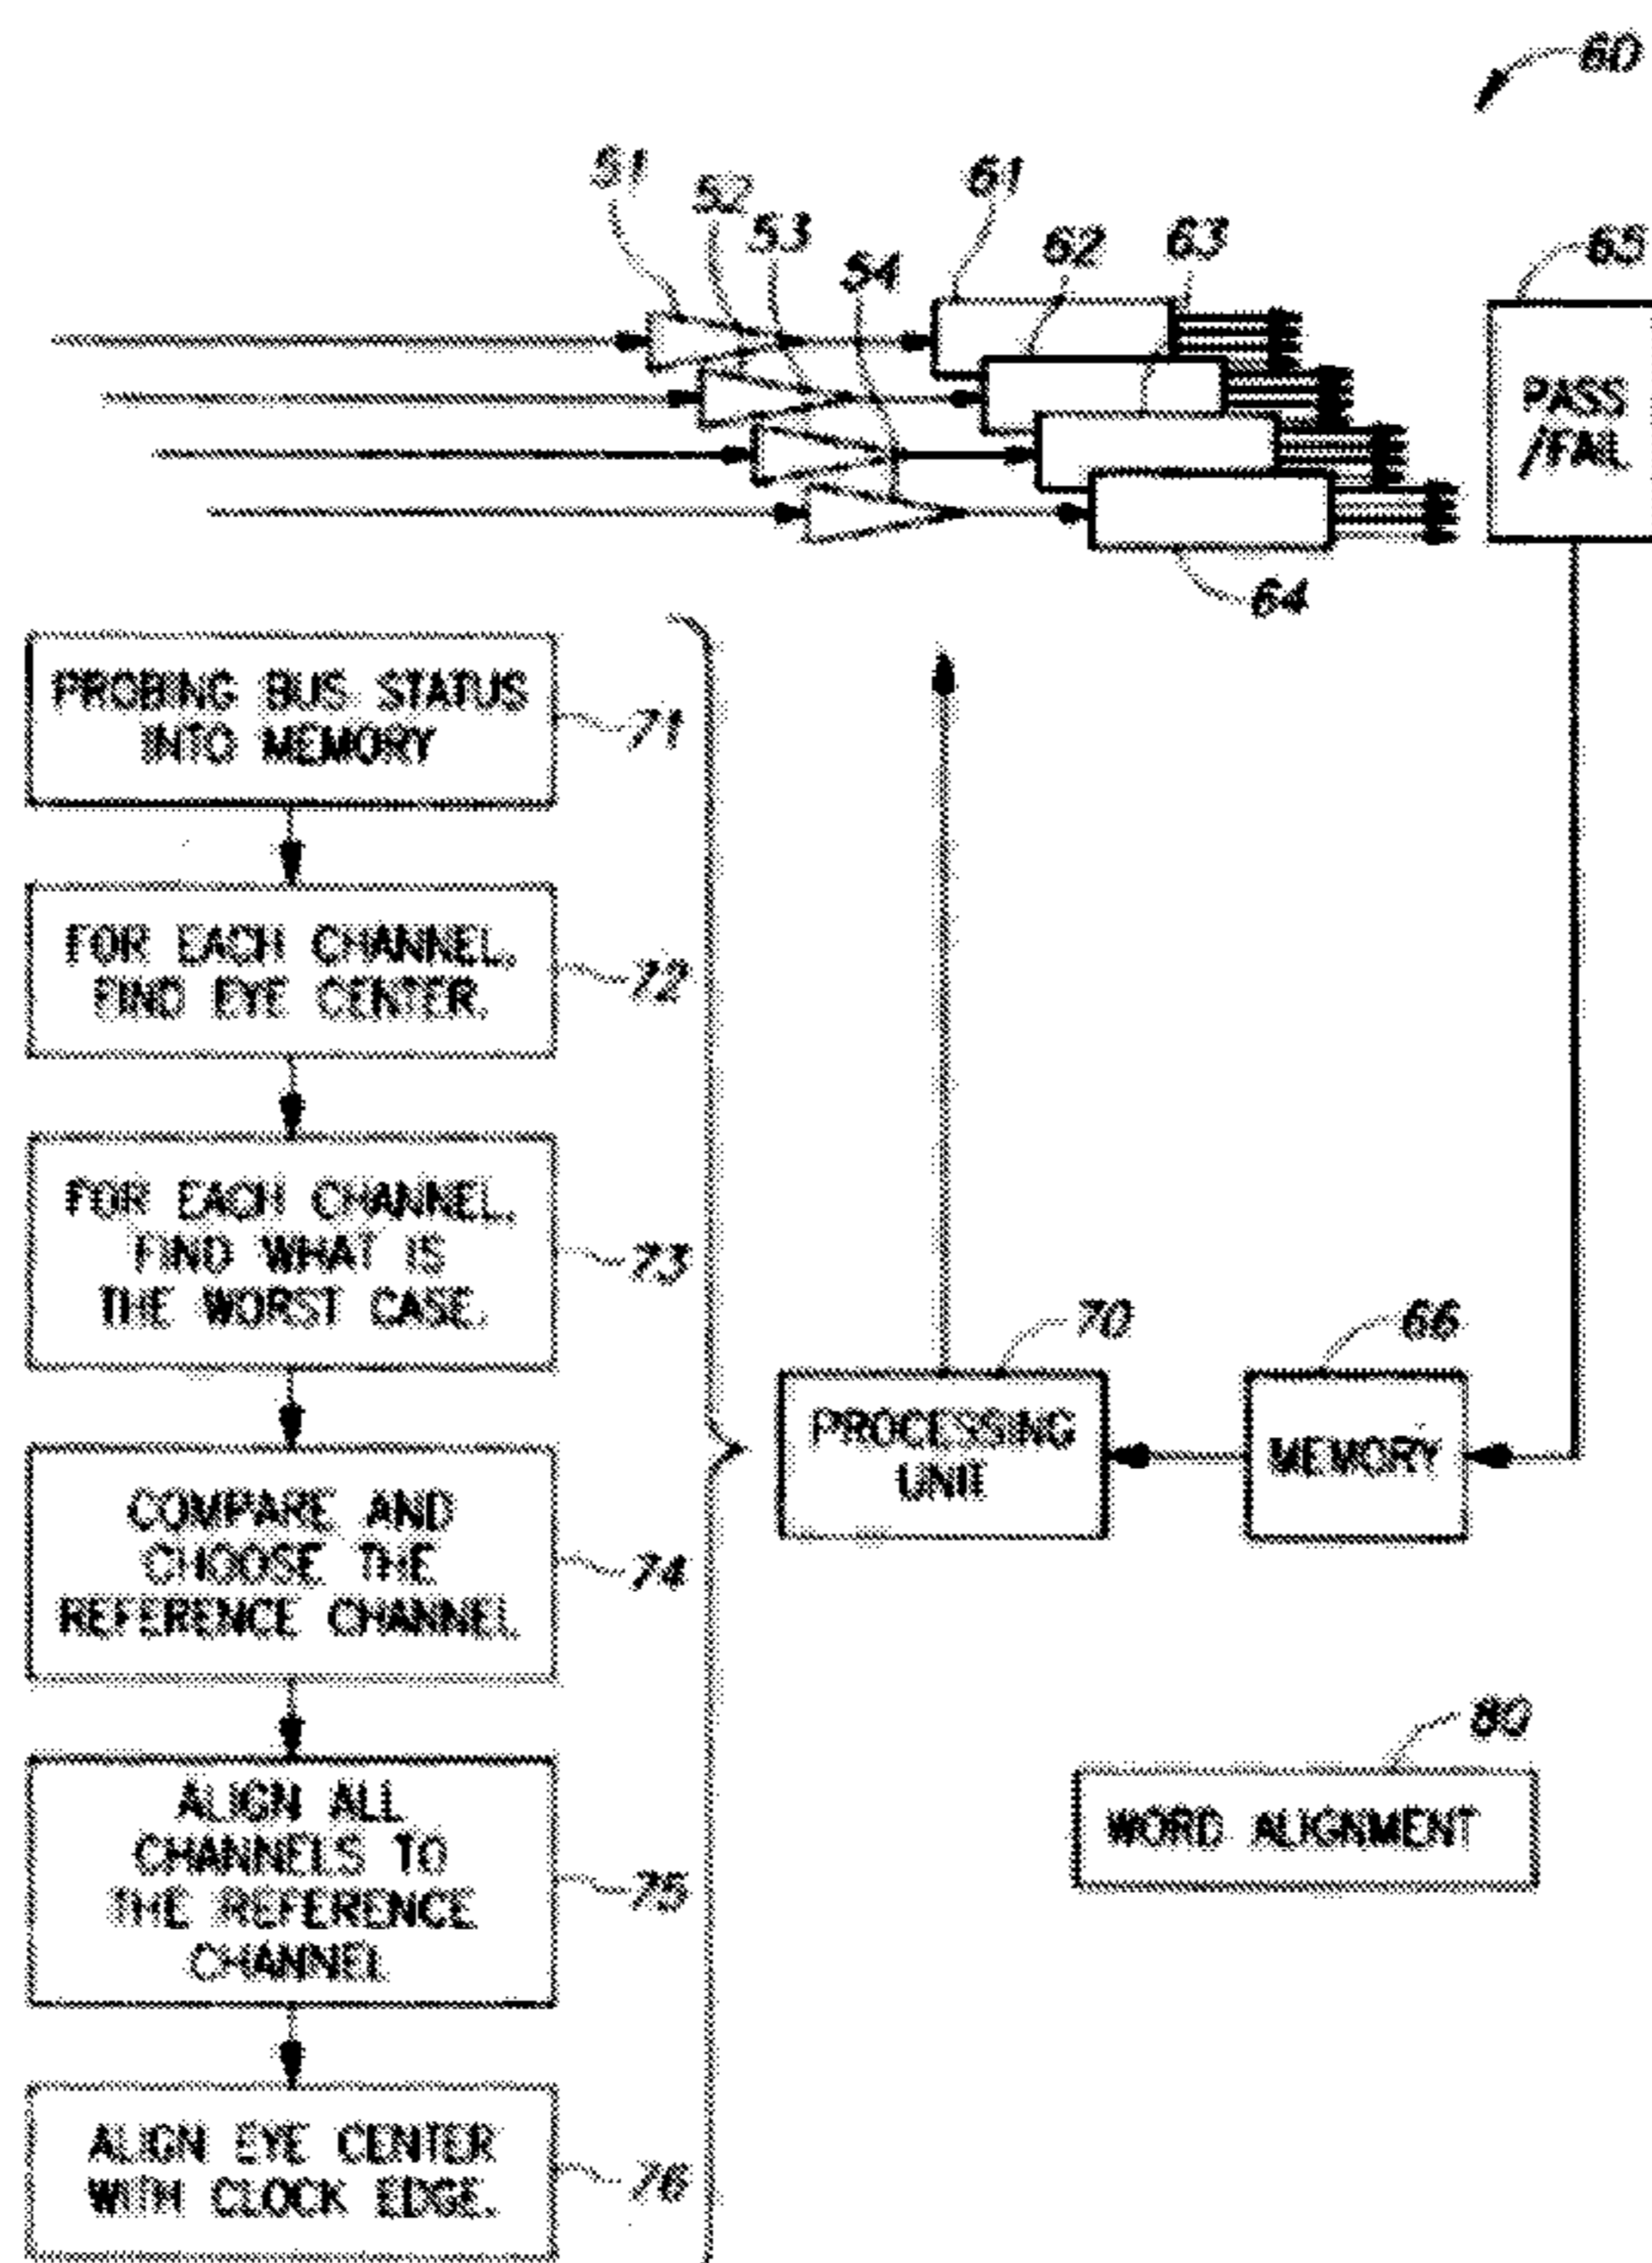 60
51
52
53
54
61
62
63
65
PASS
/FAIL
64
PROBING BUS STATUS
INTO MEMORY
71
FOR EACH CHANNEL,
FIND EYE CENTER.
72
FOR EACH CHANNEL,
FIND WHAT IS
THE WORST CASE.
73
COMPARE AND
CHOOSE THE
REFERENCE CHANNEL
74
ALIGN ALL
CHANNELS TO
THE REFERENCE
CHANNEL
75
ALIGN EYE CENTER
WITH CLOCK EDGE.
76
70
PROCESSING
UNIT
66
MEMORY
80
WORD ALIGNMENT